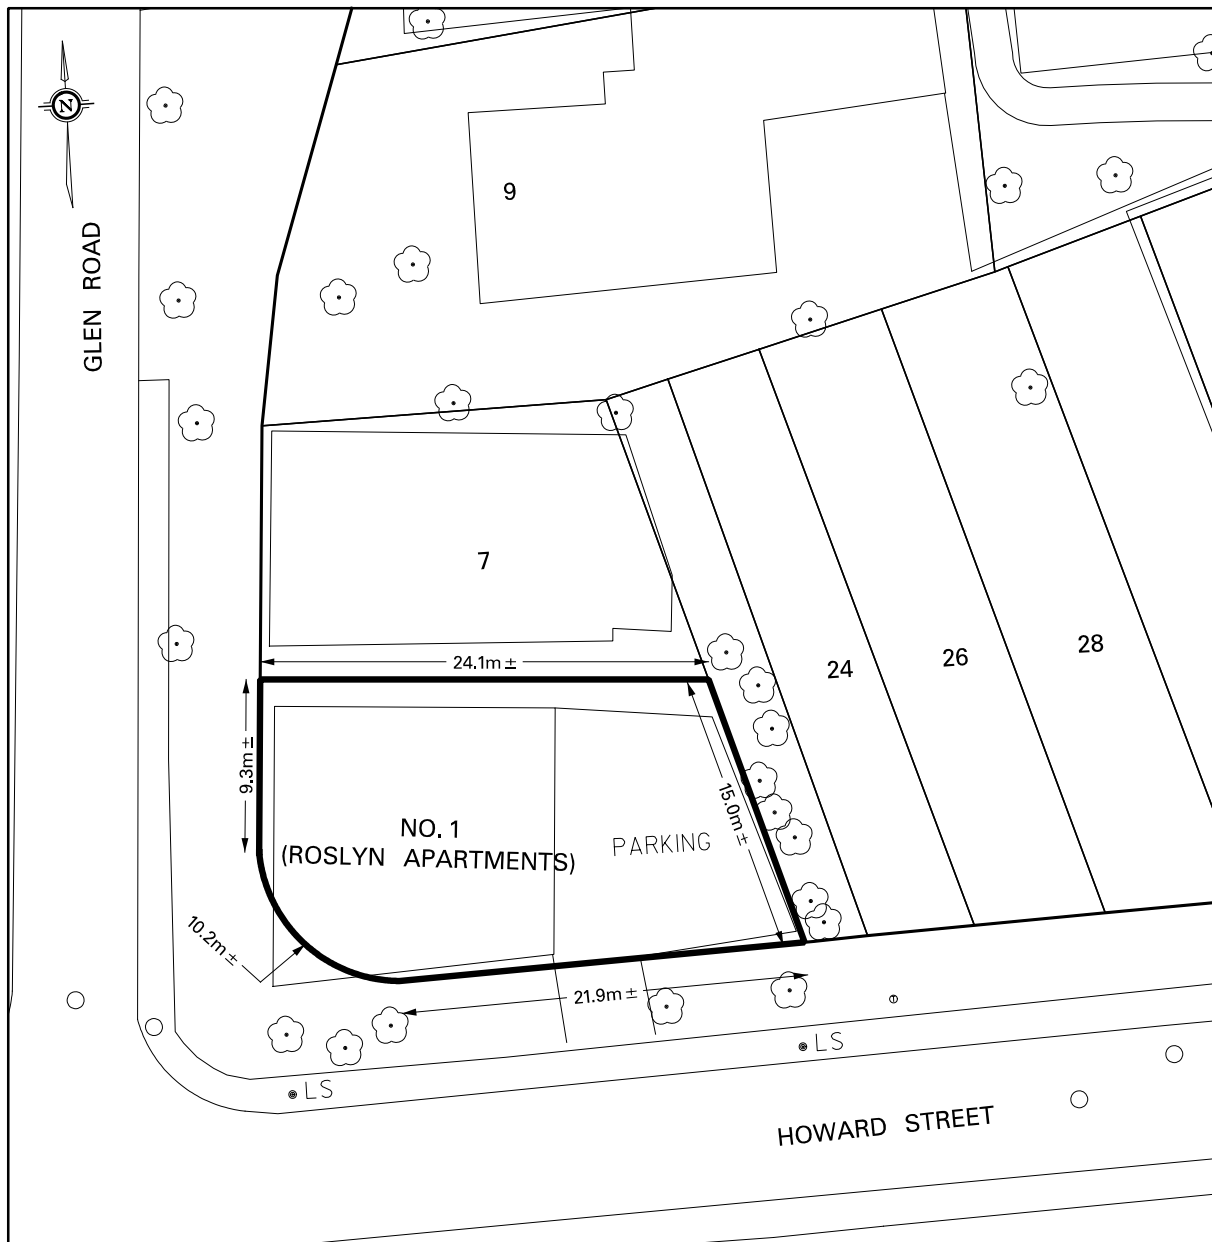 N
GLEN ROAD
9
7
24.1m ±
24
26
28
9.3m ±
15.0m ±
NO. 1
(ROSLYN APARTMENTS)
PARKING
10.2m ±
21.9m ±
LS
LS
HOWARD STREET